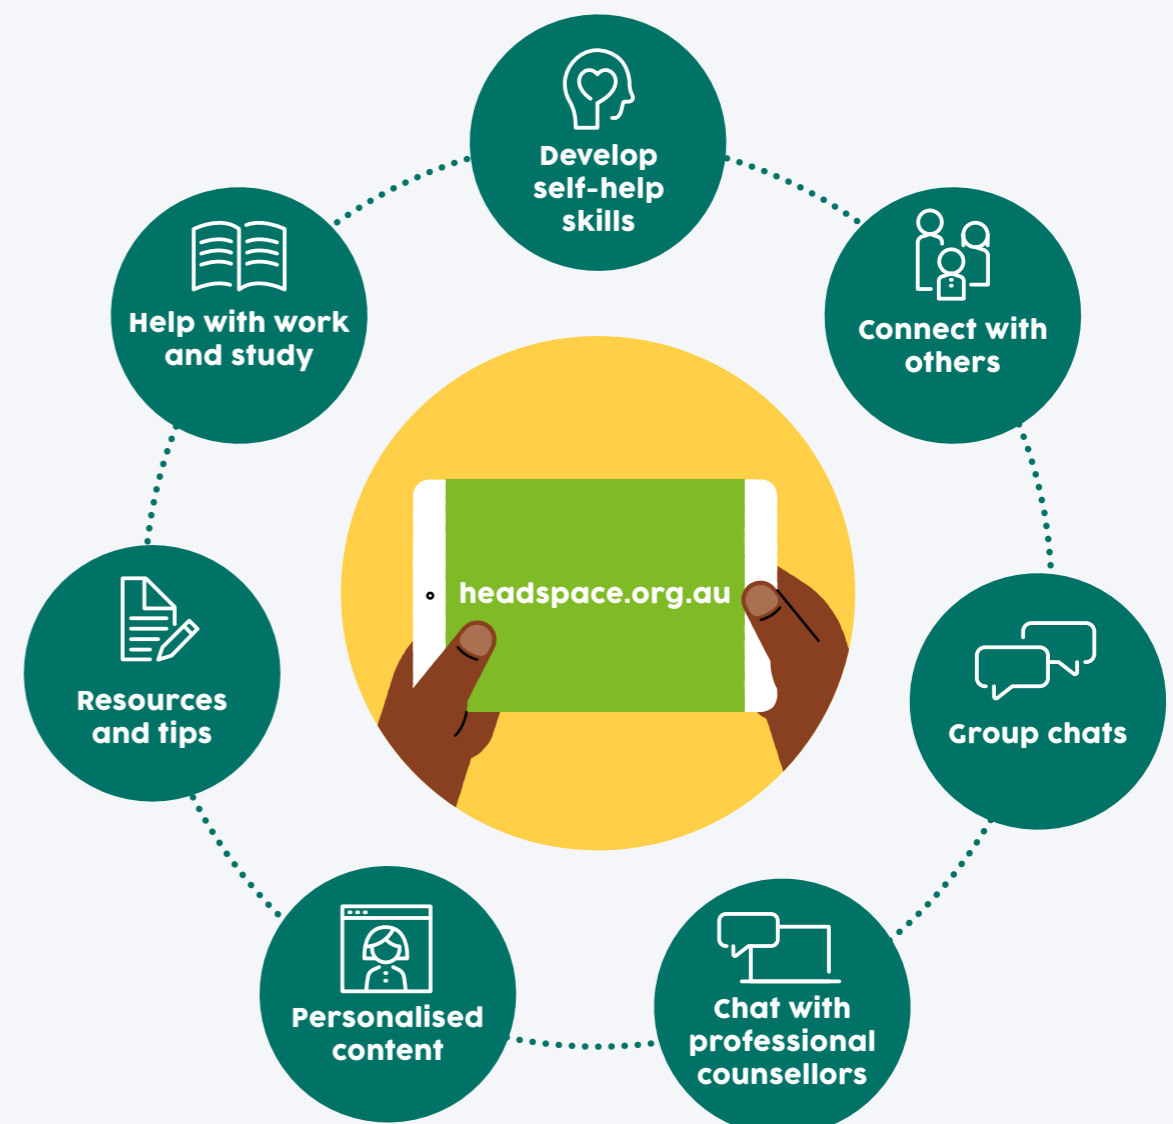 Develop
self-help
skills
Connect with
others
Group chats
Chat with
professional
counsellors
Personalised
content
Resources
and tips
Help with work
and study
headspace.org.au